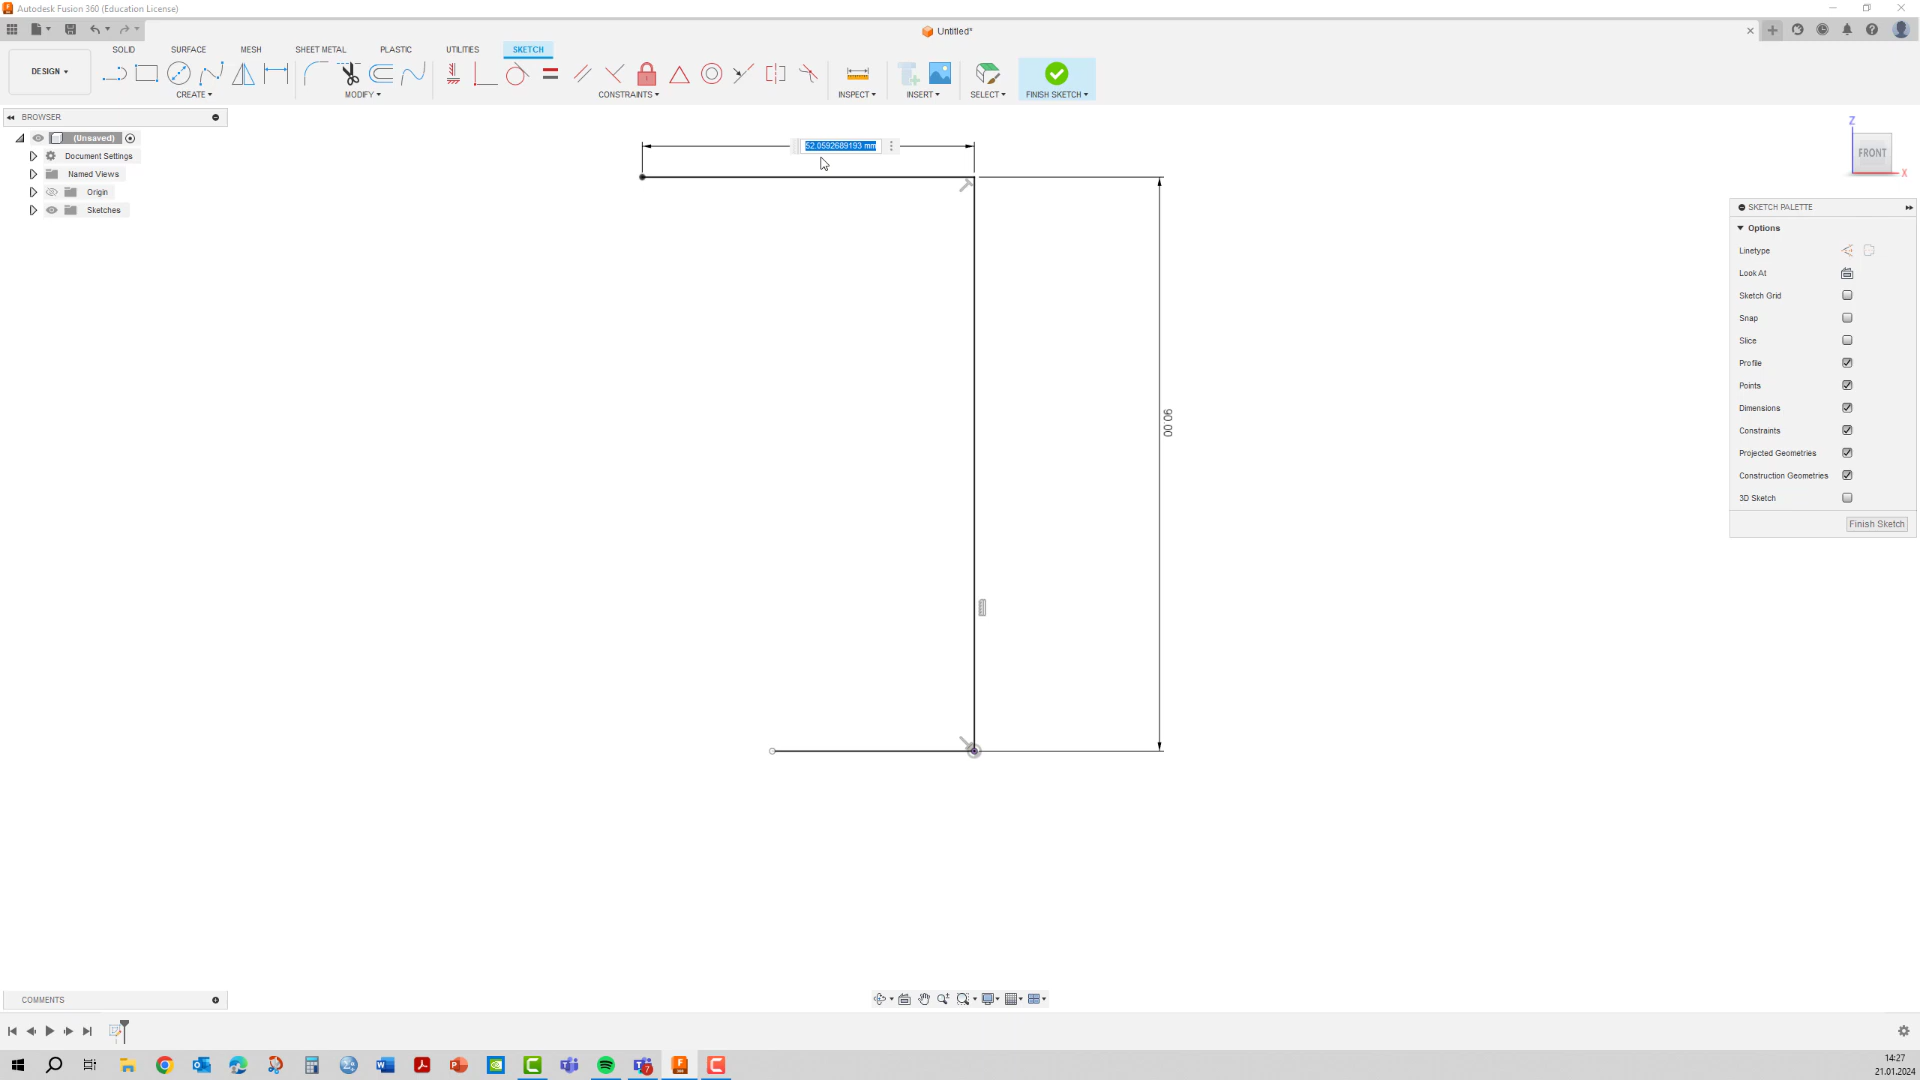 Autodesk Fusion 360 (Education License)
Untitled*
DESIGN
SOLID
SURFACE
MESH
SHEET METAL
PLASTIC
UTILITIES
SKETCH
CREATE
MODIFY
CONSTRAINTS
INSPECT
INSERT
SELECT
FINISH SKETCH
BROWSER
(Unsaved)
Document Settings
Named Views
Origin
Sketches
52.0592689193 mm
90.00
Z
FRONT
X
SKETCH PALETTE
Options
Linetype
Look At
Sketch Grid
Snap
Slice
Profile
Points
Dimensions
Constraints
Projected Geometries
Construction Geometries
3D Sketch
Finish Sketch
COMMENTS
14:27
21.01.2024